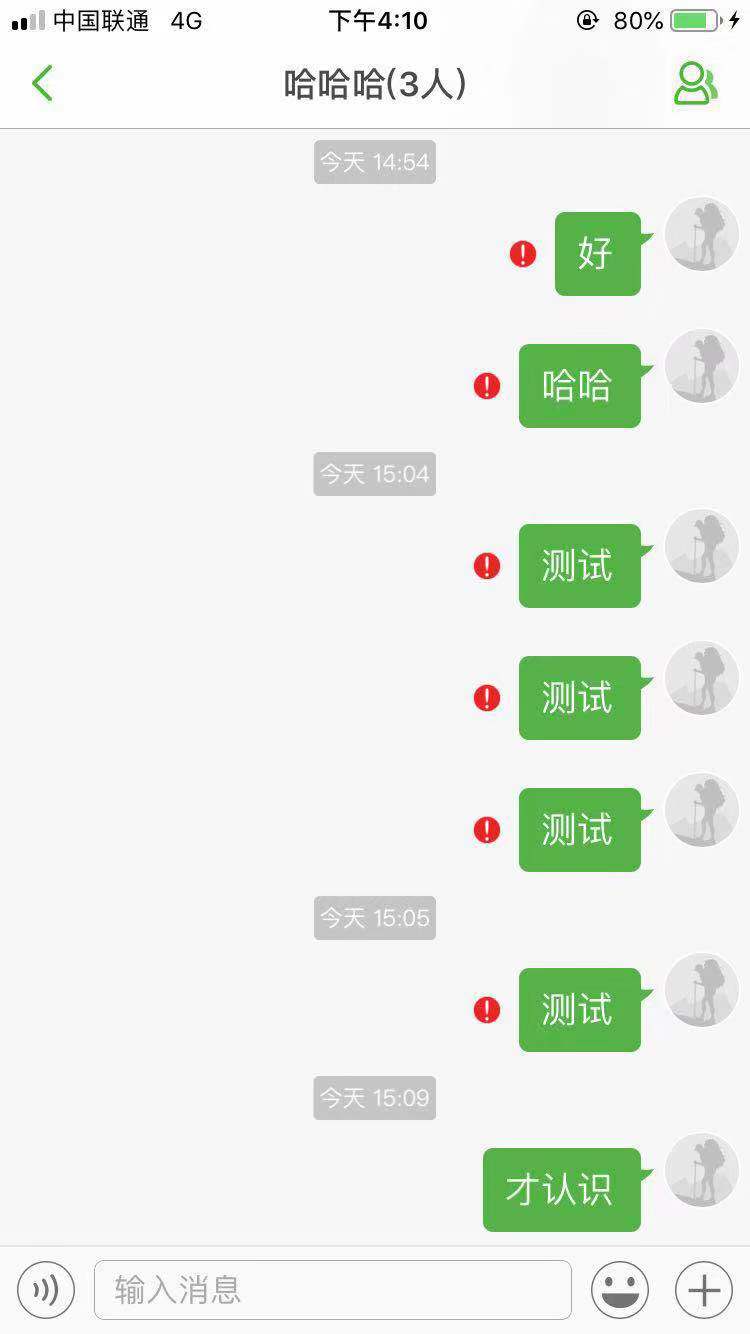 中国联通 4G 下午4:10 80%
哈哈哈(3人)
今天 14:54
好
哈哈
今天 15:04
测试
测试
测试
今天 15:05
测试
今天 15:09
才认识
输入消息